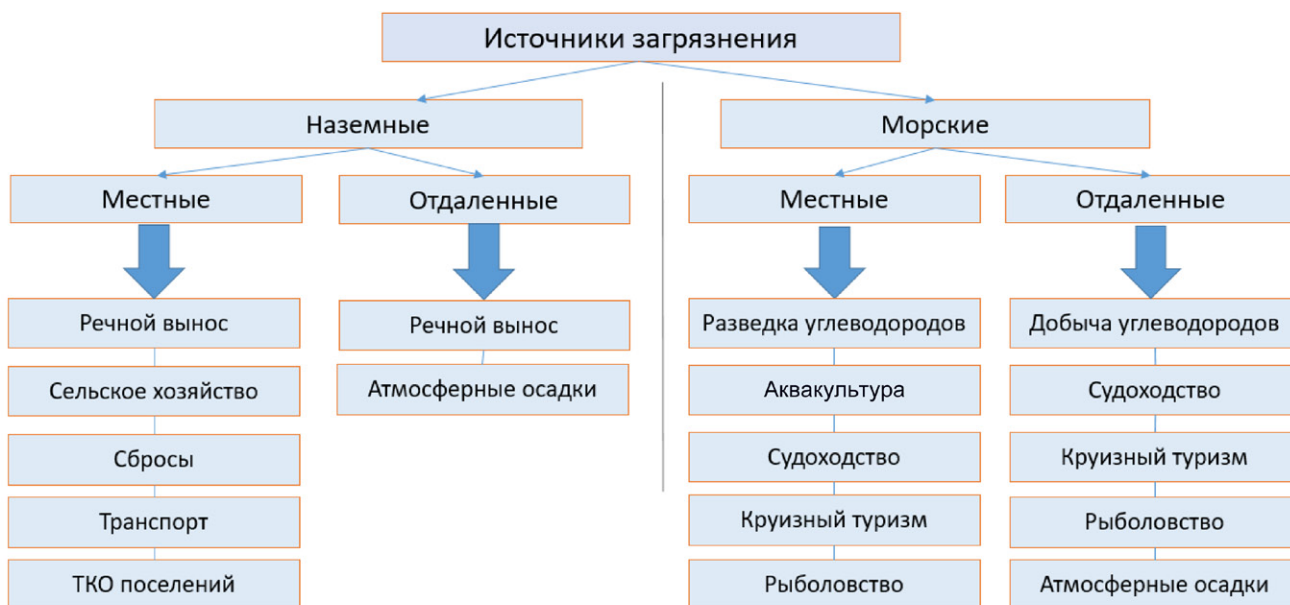 Источники загрязнения
Наземные
Морские
Местные
Отдаленные
Местные
Отдаленные
Речной вынос
Сельское хозяйство
Сбросы
Транспорт
ТКО поселений
Речной вынос
Атмосферные осадки
Разведка углеводородов
Аквакультура
Судоходство
Круизный туризм
Рыболовство
Добыча углеводородов
Судоходство
Круизный туризм
Рыболовство
Атмосферные осадки